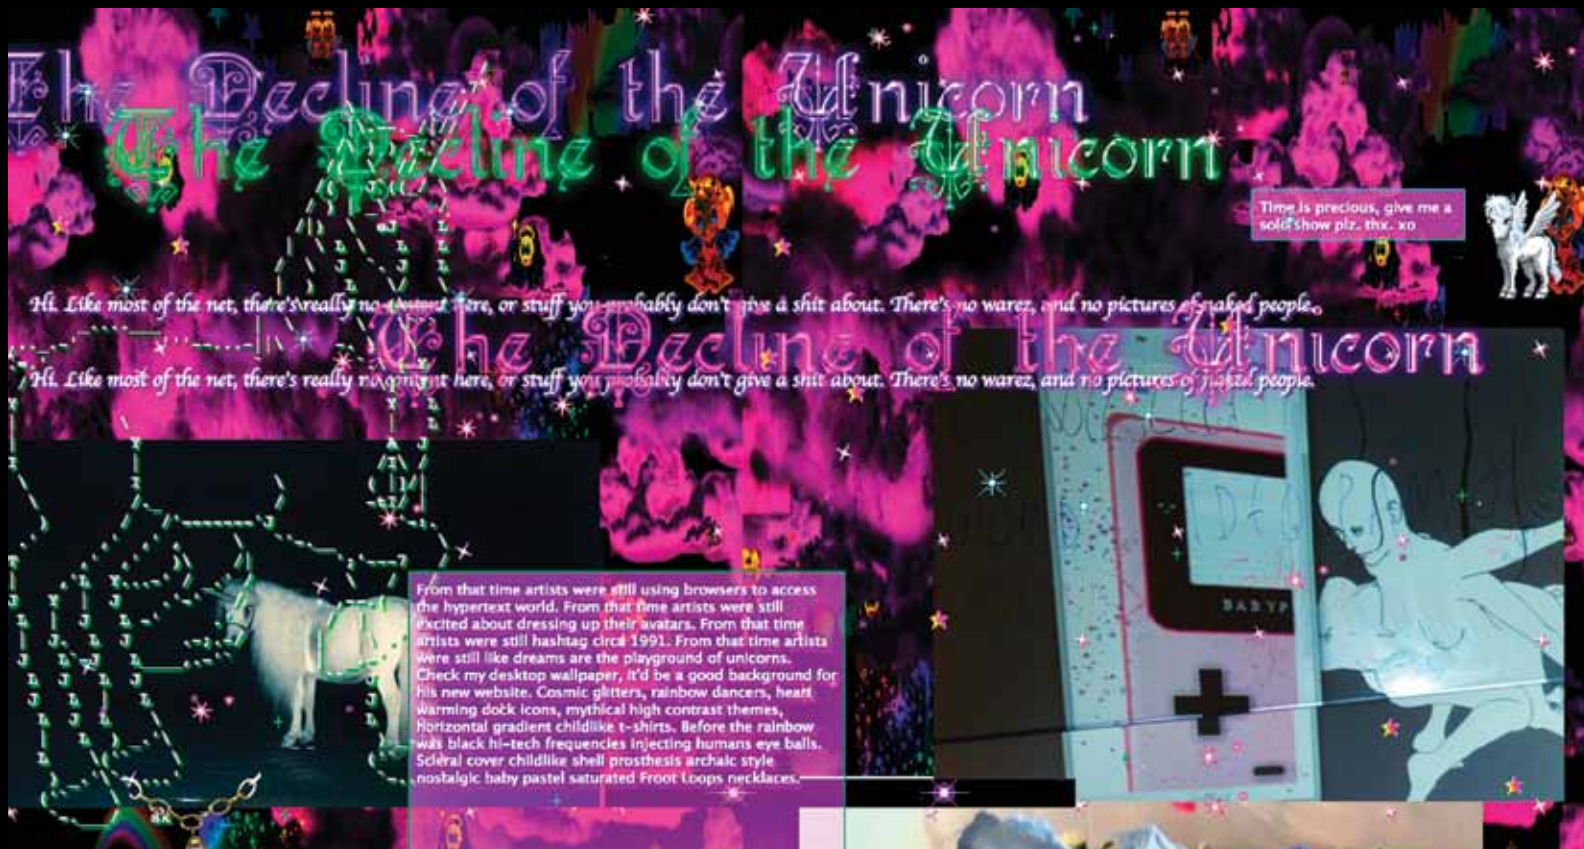 The Decline of the Unicorn
The Decline of the Unicorn
Time is precious, give me a
solo show plz. thx. xo
Hi. Like most of the net, there's really no content here, or stuff you probably don't give a shit about. There's no warez, and no pictures of naked people.
The Decline of the Unicorn
Hi. Like most of the net, there's really no content here, or stuff you probably don't give a shit about. There's no warez, and no pictures of naked people.
BABYP
From that time artists were still using browsers to access
the hypertext world. From that time artists were still
excited about dressing up their avatars. From that time
artists were still hashtag circa 1991. From that time artists
were still like dreams are the playground of unicorns.
Check my desktop wallpaper, it'd be a good background for
his new website. Cosmic glitters, rainbow dancers, heart
warming dock icons, mythical high contrast themes,
horizontal gradient childlike t-shirts. Before the rainbow
was black hi-tech frequencies injecting humans eye balls.
Scleral cover childlike shell prosthesis archaic style
nostalgic baby pastel saturated Froot Loops necklaces.